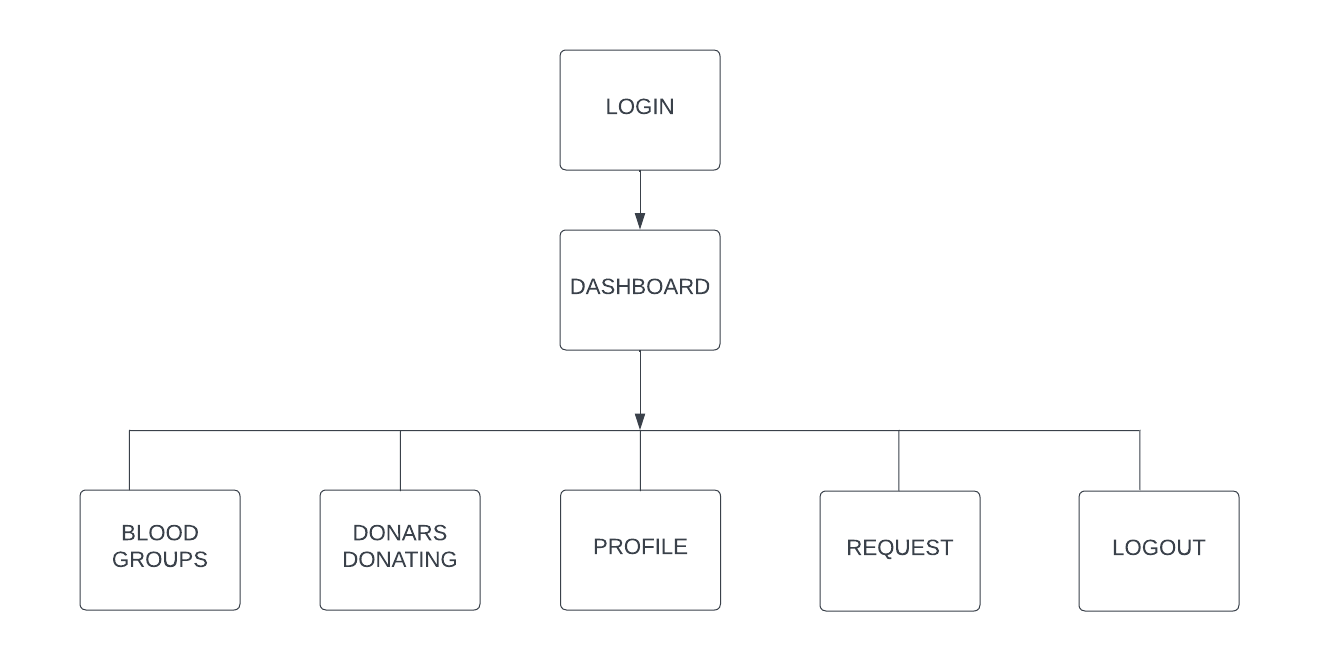 LOGIN
DASHBOARD
BLOOD
GROUPS
DONARS
DONATING
PROFILE
REQUEST
LOGOUT